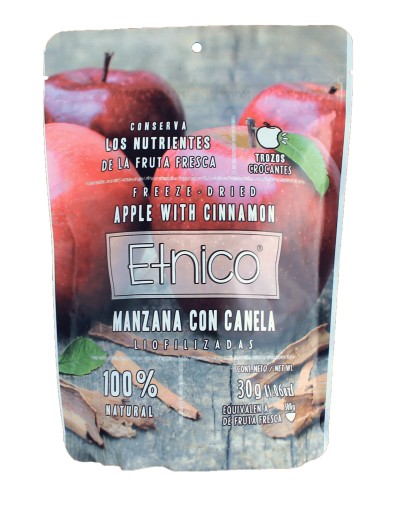 CONSERVA
LOS NUTRIENTES
DE LA FRUTA FRESCA
TROZOS
CROCANTES
FREEZE-DRIED
APPLE WITH CINNAMON
Etnico®
MANZANA CON CANELA
LIOFILIZADAS
100%
NATURAL
CONT. NETO / NET WT.
30g
EQUIVALEN A
DE FRUTA FRESCA